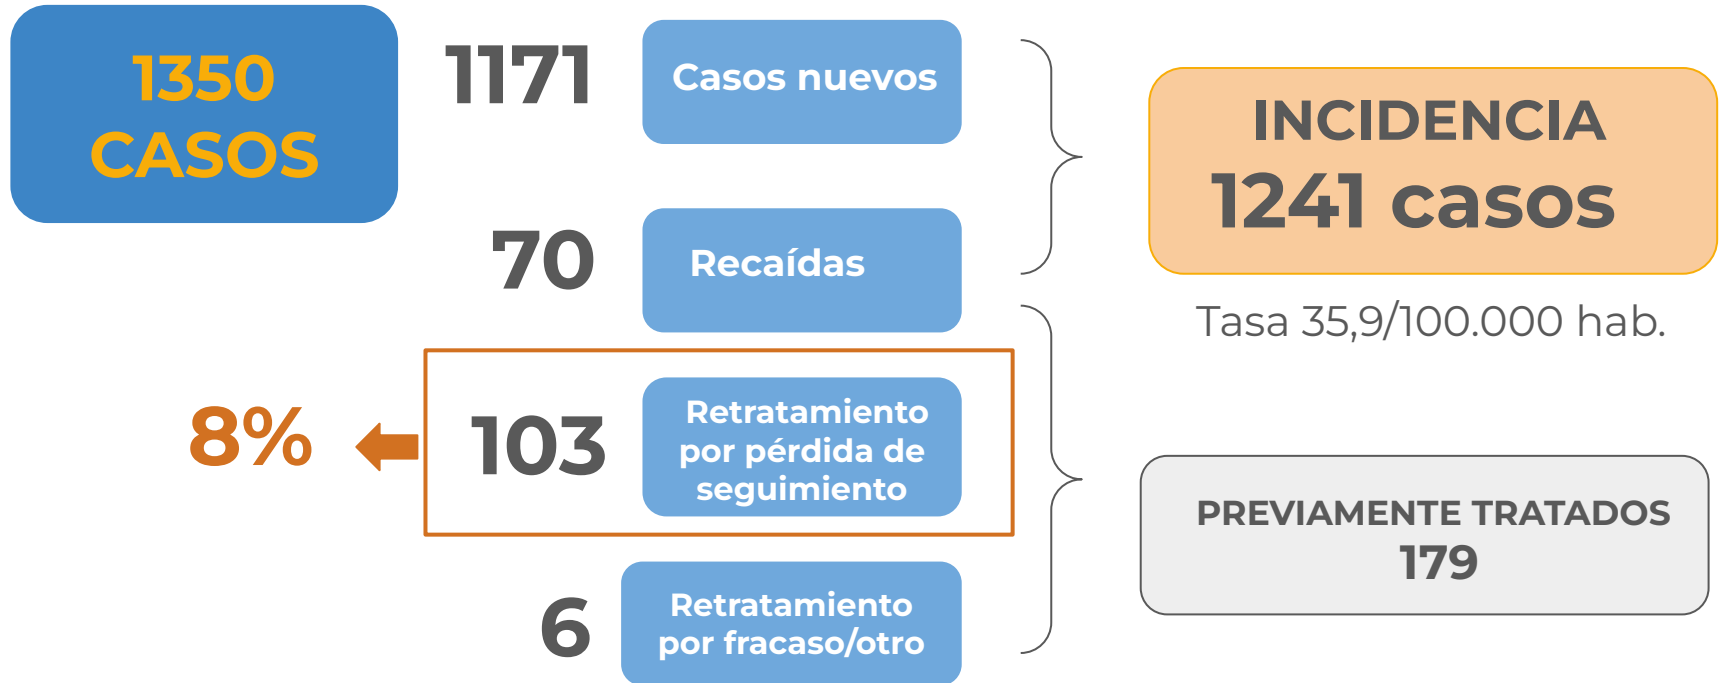 1350
CASOS
1171
Casos nuevos
70
Recaídas
8%
103
Retratamiento
por pérdida de
seguimiento
6
Retratamiento
por fracaso/otro
INCIDENCIA
1241 casos
Tasa 35,9/100.000 hab.
PREVIAMENTE TRATADOS
179